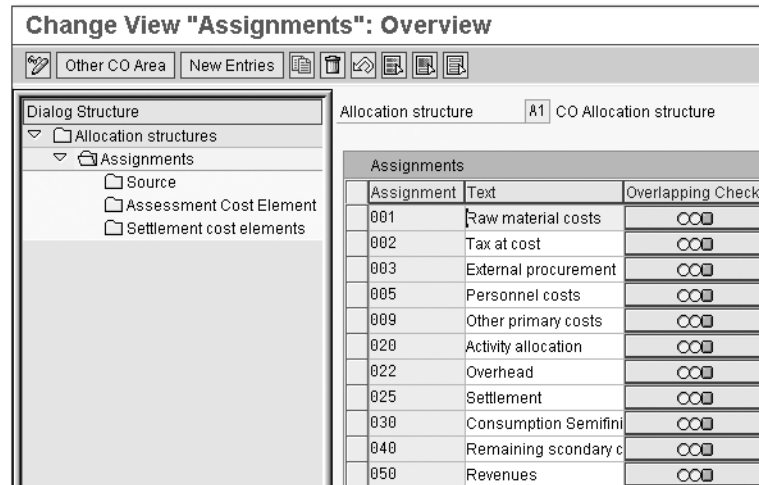 Change View "Assignments": Overview
Other CO Area New Entries
Dialog Structure
Allocation structures
Assignments
Source
Assessment Cost Element
Settlement cost elements
Allocation structure A1 CO Allocation structure
Assignments
Assignment Text Overlapping Check
001 Raw material costs
002 Tax at cost
003 External procurement
005 Personnel costs
009 Other primary costs
020 Activity allocation
022 Overhead
025 Settlement
030 Consumption Semifini
040 Remaining scondary c
050 Revenues